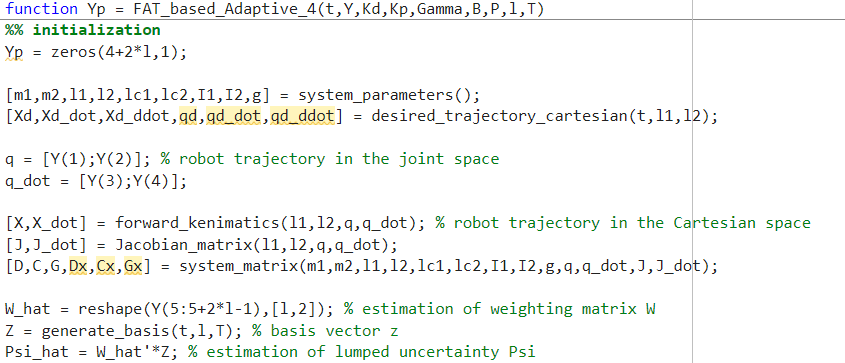 function Yp = FAT_based_Adaptive_4(t,Y,Kd,Kp,Gamma,B,P,l,T)
%% initialization
Yp = zeros(4+2*l,1);
[m1,m2,l1,l2,lc1,lc2,I1,I2,g] = system_parameters();
[Xd,Xd_dot,Xd_ddot,qd,qd_dot,qd_ddot] = desired_trajectory_cartesian(t,l1,l2);
q = [Y(1);Y(2)]; % robot trajectory in the joint space
q_dot = [Y(3);Y(4)];
[X,X_dot] = forward_kenimatics(l1,l2,q,q_dot); % robot trajectory in the Cartesian space
[J,J_dot] = Jacobian_matrix(l1,l2,q,q_dot);
[D,C,G,Dx,Cx,Gx] = system_matrix(m1,m2,l1,l2,lc1,lc2,I1,I2,g,q,q_dot,J,J_dot);
W_hat = reshape(Y(5:5+2*l-1),[l,2]); % estimation of weighting matrix W
Z = generate_basis(t,l,T); % basis vector z
Psi_hat = W_hat'*Z; % estimation of lumped uncertainty Psi